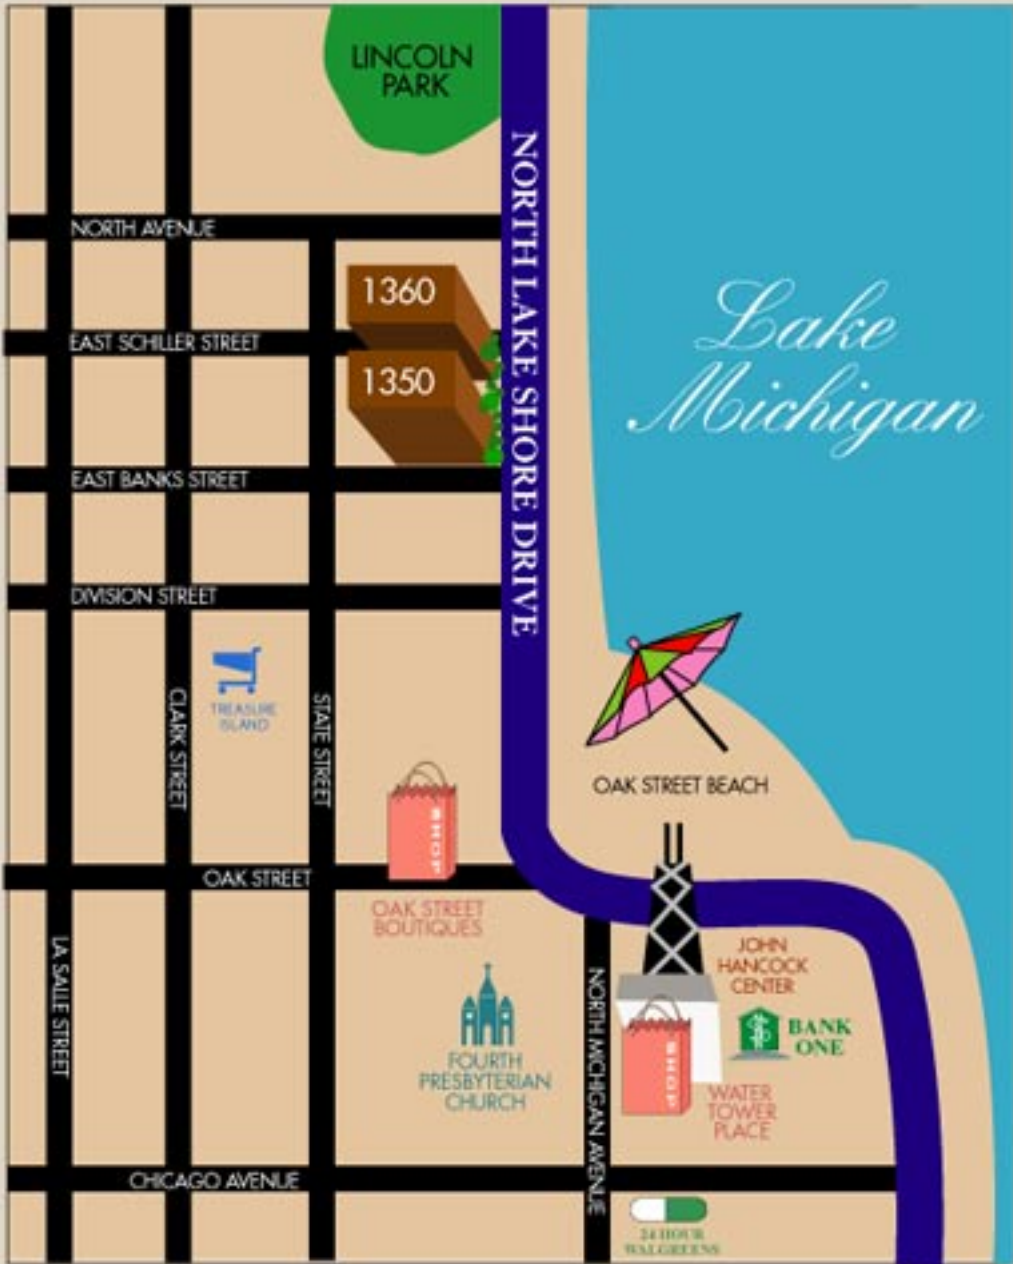 LINCOLN
PARK
NORTH LAKE SHORE DRIVE
NORTH AVENUE
1360
Lake
Michigan
EAST SCHILLER STREET
1350
EAST BANKS STREET
DIVISION STREET
TREASURE
ISLAND
CLARK STREET
STATE STREET
OAK STREET BEACH
SHOP
OAK STREET
OAK STREET
BOUTIQUES
LA SALLE STREET
JOHN
HANCOCK
CENTER
NORTH MICHIGAN AVENUE
BANK
ONE
SHOP
FOURTH
PRESBYTERIAN
CHURCH
WATER
TOWER
PLACE
CHICAGO AVENUE
24 HOUR
WALGREENS